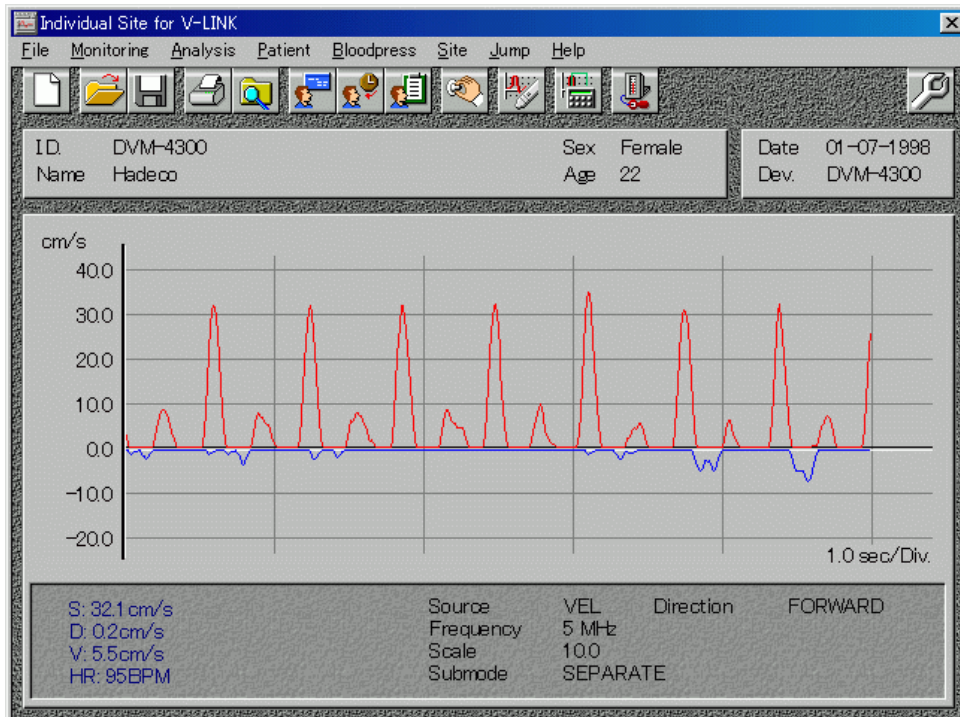 Individual Site for V-LINK
File Monitoring Analysis Patient Bloodpress Site Jump Help
I.D. DVM-4300 Sex Female Date 01-07-1998
Name Hadeco Age 22 Dev. DVM-4300
cm/s
40.0
30.0
20.0
10.0
0.0
-10.0
-20.0
1.0 sec/Div.
S: 32.1 cm/s Source VEL Direction FORWARD
D: 0.2cm/s Frequency 5 MHz
V: 5.5cm/s Scale 10.0
HR: 95BPM Submode SEPARATE